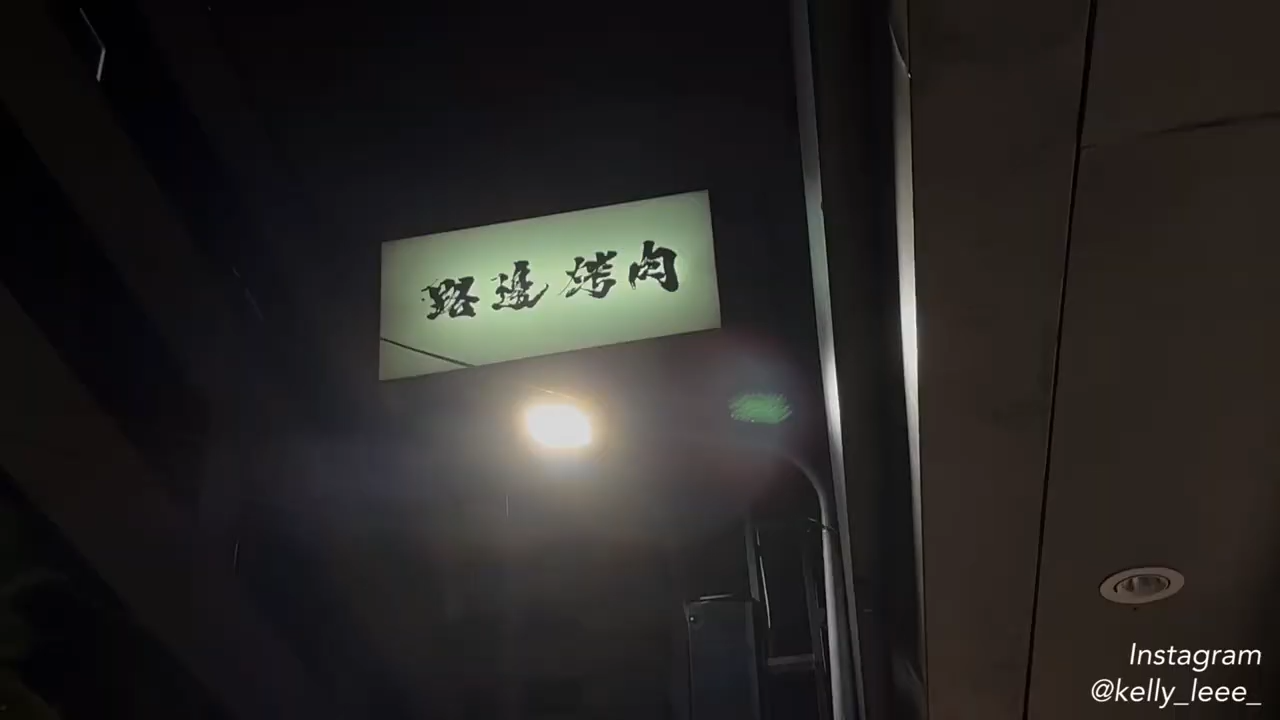 路邊烤肉
Instagram
@kelly_leee_